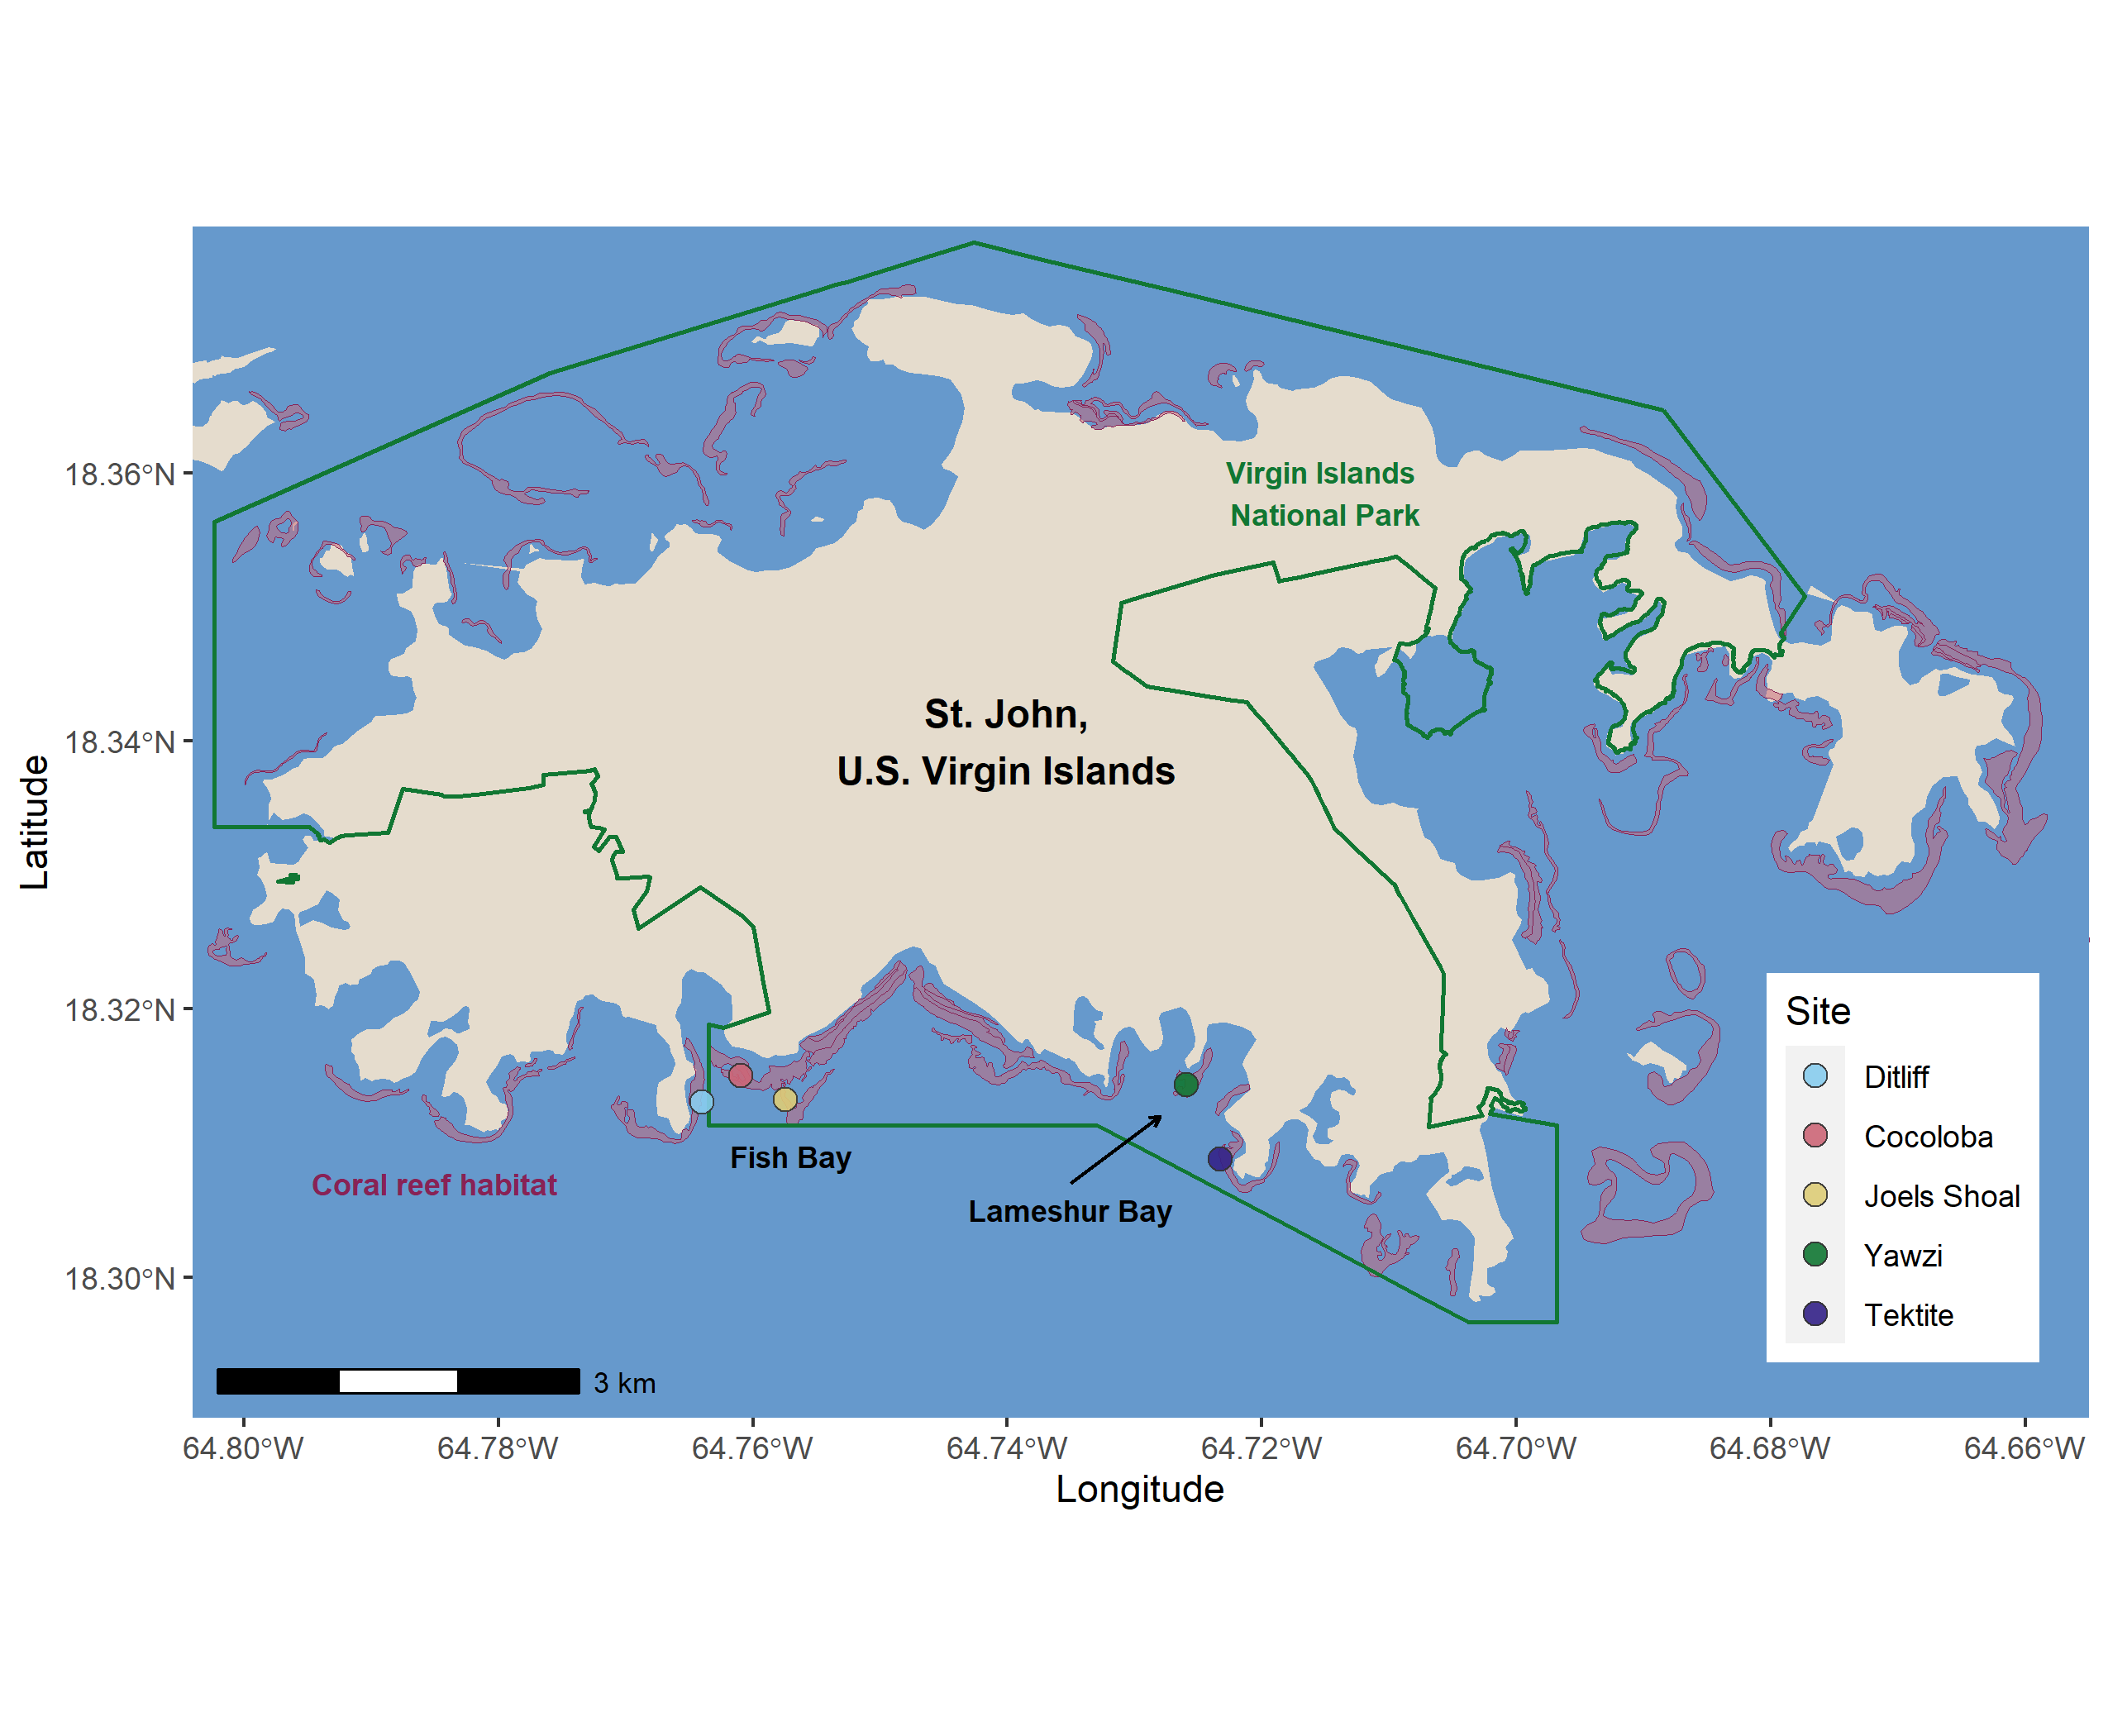 Virgin Islands
National Park
St. John,
U.S. Virgin Islands
Fish Bay
Lameshur Bay
Coral reef habitat
3 km
Site
Ditliff
Cocoloba
Joels Shoal
Yawzi
Tektite
Latitude
18.36°N
18.34°N
18.32°N
18.30°N
64.80°W 64.78°W 64.76°W 64.74°W 64.72°W 64.70°W 64.68°W 64.66°W
Longitude